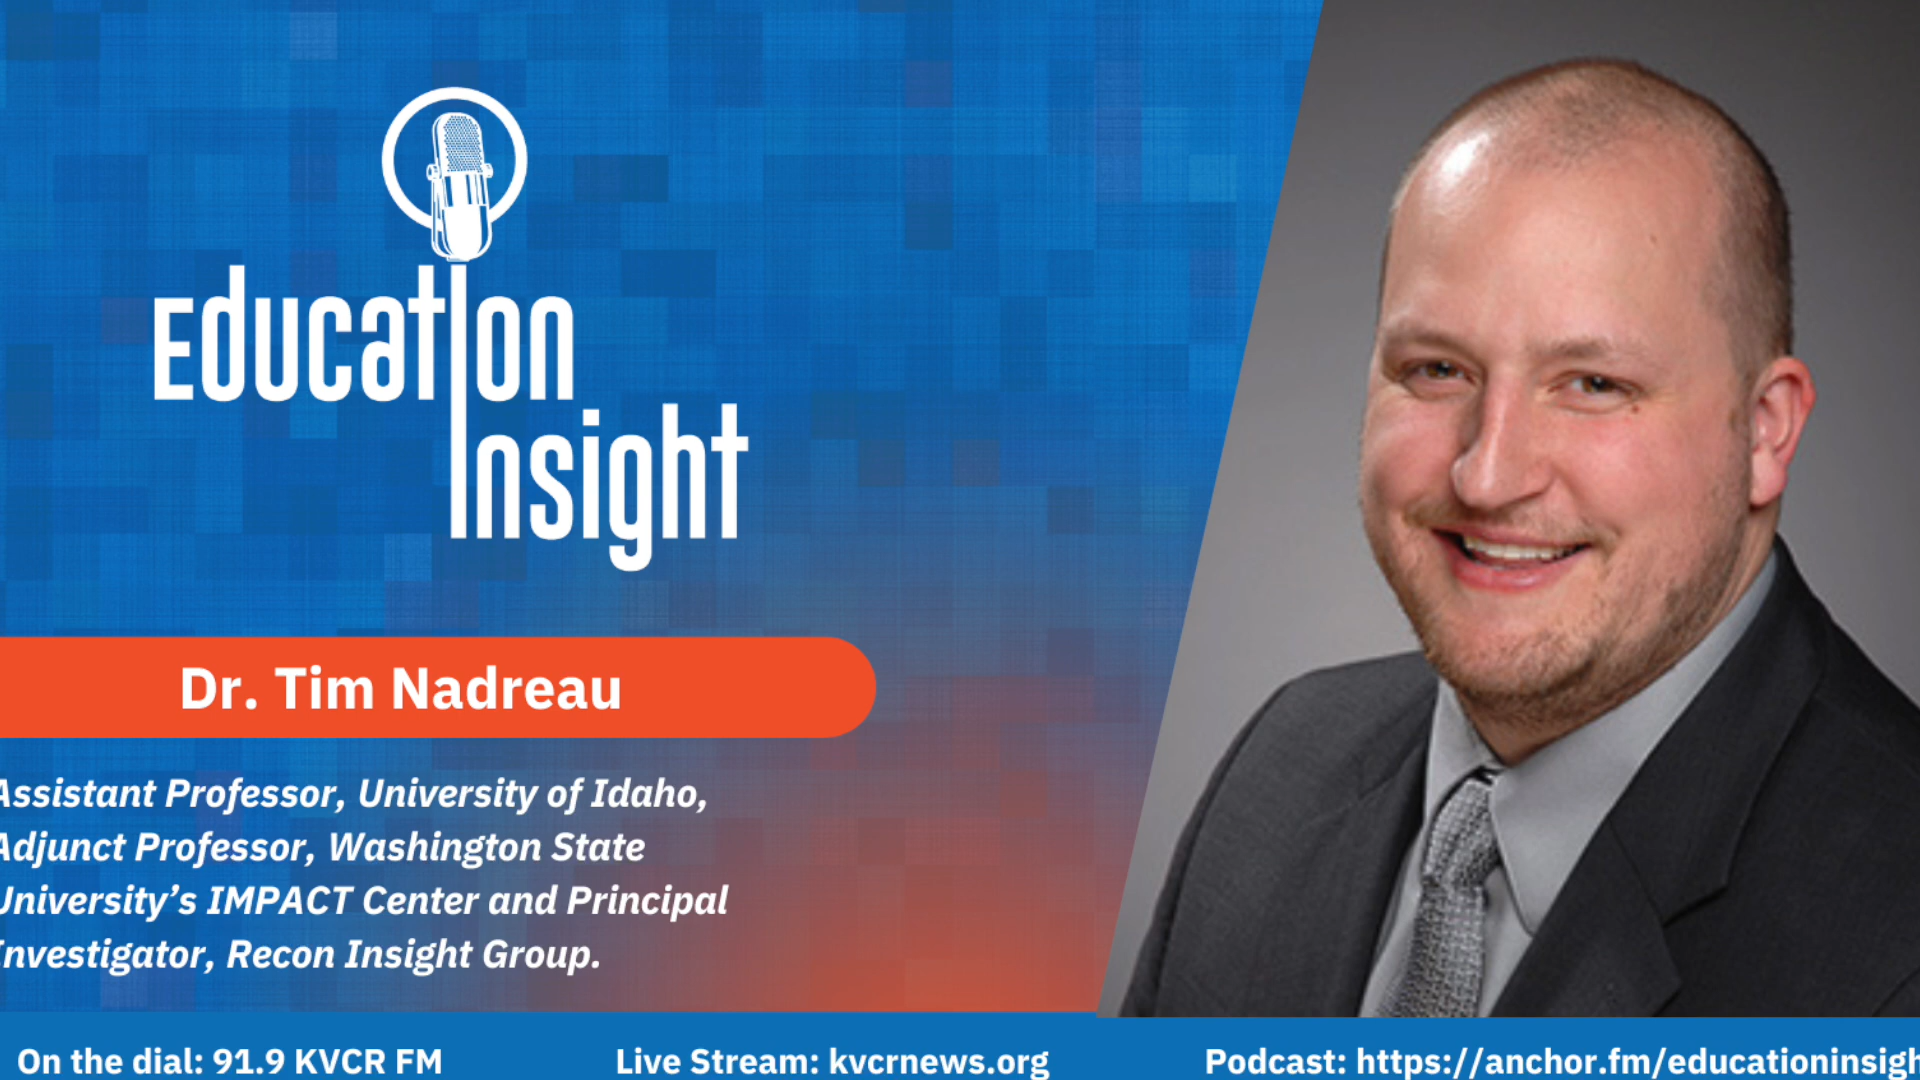 Education
Insight
Dr. Tim Nadreau
Assistant Professor, University of Idaho,
Adjunct Professor, Washington State
University's IMPACT Center and Principal
Investigator, Recon Insight Group.
On the dial: 91.9 KVCR FM
Live Stream: kvcrnews.org
Podcast: https://anchor.fm/educationinsigh